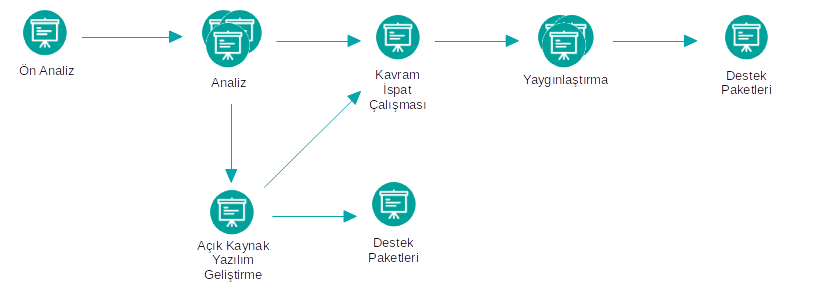 Ön Analiz
Analiz
Kavram
İspat
Çalışması
Yaygınlaştırma
Destek
Paketleri
Açık Kaynak
Yazılım
Geliştirme
Destek
Paketleri